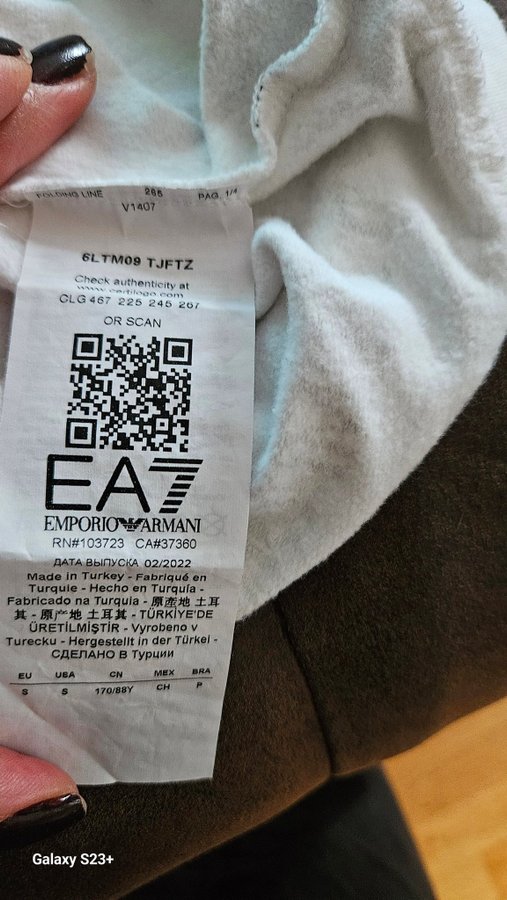 FOLDING LINE 265 PAG. 1/4
V1407
6LTM09 TJFTZ
Check authenticity at
www.certilogo.com
CLG 467 225 245 267
OR SCAN
EA7
EMPORIO ARMANI
RN#103723 CA#37360
ДАТА ВЫПУСКА 02/2022
Made in Turkey - Fabriqué en
Turquie - Hecho en Turquía -
Fabricado na Turquia - 原産地 土耳
其 - 原产地 土耳其 - TÜRKİYE'DE
ÜRETİLMİŞTİR - Vyrobeno v
Turecku - Hergestellt in der Türkei -
СДЕЛАНО В Турции
EU USA CN MEX BRA
S S 170/88Y CH P
Galaxy S23+